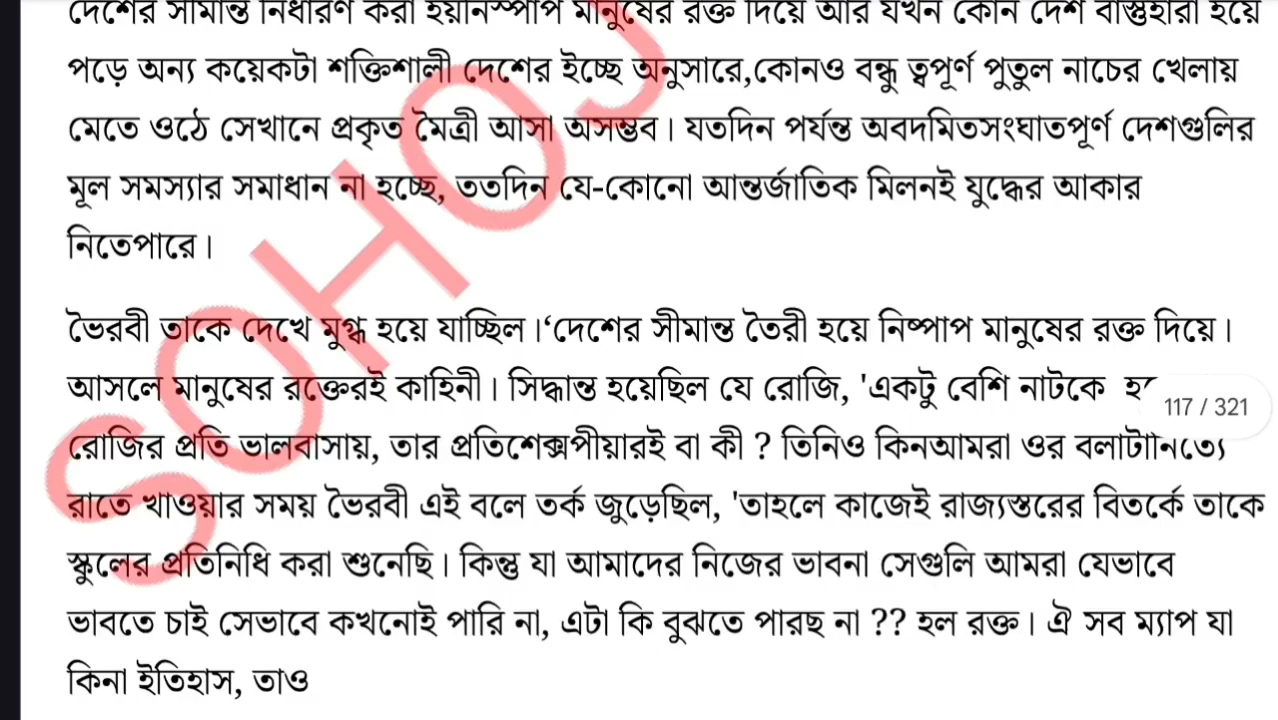 দেশের সীমান্ত নির্ধারণ করা হয়নিস্পাপ মানুষের রক্ত দিয়ে আর যখন কোন দেশ বাস্তুহারা হয়ে
পড়ে অন্য কয়েকটা শক্তিশালী দেশের ইচ্ছে অনুসারে,কোনও বন্ধু ত্বপূর্ণ পুতুল নাচের খেলায়
মেতে ওঠে সেখানে প্রকৃত মৈত্রী আসা অসম্ভব। যতদিন পর্যন্ত অবদমিতসংঘাতপূর্ণ দেশগুলির
মূল সমস্যার সমাধান না হচ্ছে, ততদিন যে-কোনো আন্তর্জাতিক মিলনই যুদ্ধের আকার
নিতেপারে।
ভৈরবী তাকে দেখে মুগ্ধ হয়ে যাচ্ছিল।‘দেশের সীমান্ত তৈরী হয়ে নিষ্পাপ মানুষের রক্ত দিয়ে।
আসলে মানুষের রক্তেরই কাহিনী। সিদ্ধান্ত হয়েছিল যে রোজি, 'একটু বেশি নাটকে
117 / 321
রোজির প্রতি ভালবাসায়, তার প্রতিশেক্সপীয়ারই বা কী ? তিনিও কিনআমরা ওর বলাটানিত্যে
রাতে খাওয়ার সময় ভৈরবী এই বলে তর্ক জুড়েছিল, 'তাহলে কাজেই রাজ্যস্তরের বিতর্কে তাকে
স্কুলের প্রতিনিধি করা শুনেছি। কিন্তু যা আমাদের নিজের ভাবনা সেগুলি আমরা যেভাবে
ভাবতে চাই সেভাবে কখনোই পারি না, এটা কি বুঝতে পারছ না ?? হল রক্ত। ঐ সব ম্যাপ যা
কিনা ইতিহাস, তাও
SOHOJ